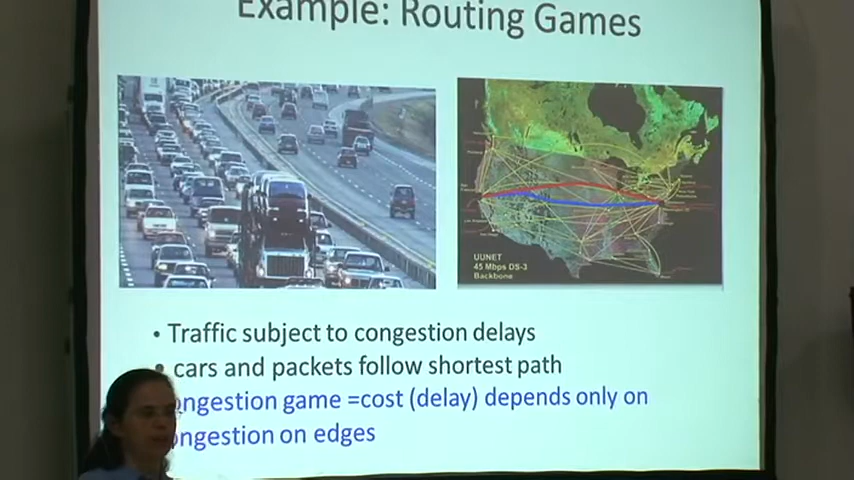 Example: Routing Games
UUNET
45 Mbps DS-3
Backbone
• Traffic subject to congestion delays
• cars and packets follow shortest path
ongestion game =cost (delay) depends only on
ongestion on edges